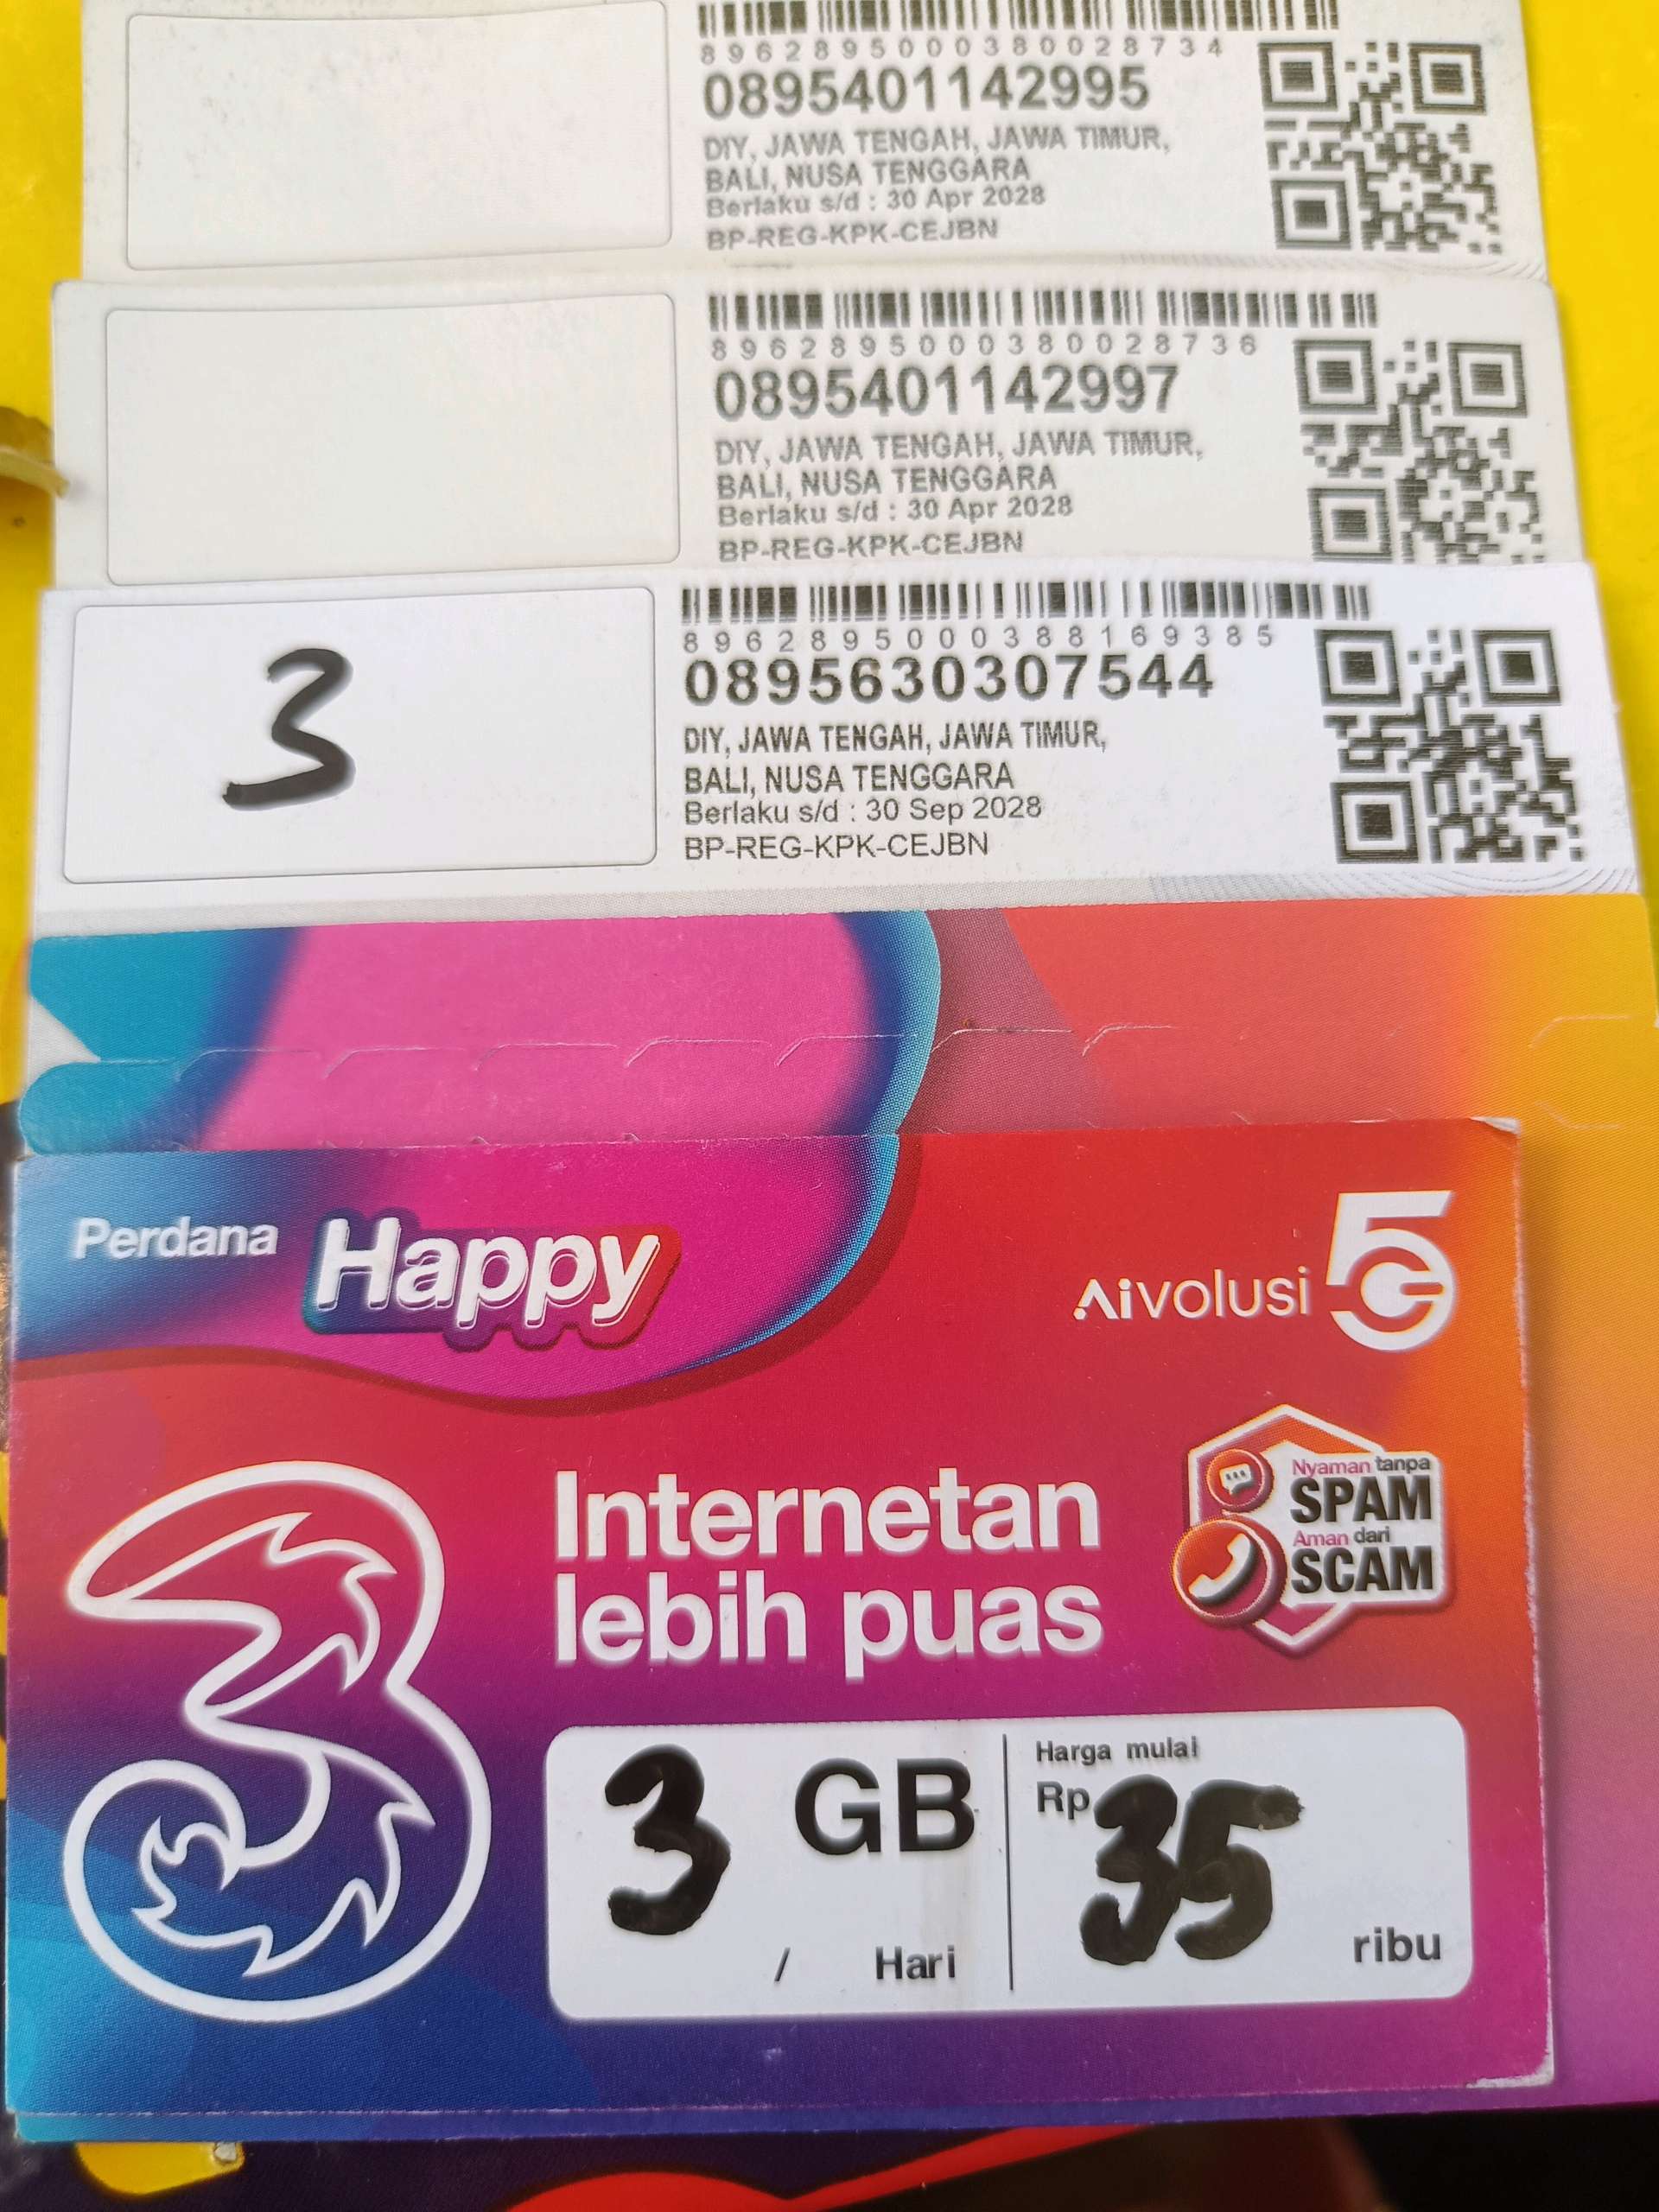 8962895000380028734
0895401142995
DIY, JAWA TENGAH, JAWA TIMUR,
BALI, NUSA TENGGARA
Berlaku s/d : 30 Apr 2028
BP-REG-KPK-CEJBN
8962895000380028736
0895401142997
DIY, JAWA TENGAH, JAWA TIMUR,
BALI, NUSA TENGGARA
Berlaku s/d : 30 Apr 2028
BP-REG-KPK-CEJBN
3
8962895000388169385
0895630307544
DIY, JAWA TENGAH, JAWA TIMUR,
BALI, NUSA TENGGARA
Berlaku s/d : 30 Sep 2028
BP-REG-KPK-CEJBN
Perdana Happy
Aivolusi 5G
3
Internetan
lebih puas
Nyaman tanpa
SPAM
Aman dari
SCAM
3 GB
/ Hari
Harga mulai
Rp 35
ribu